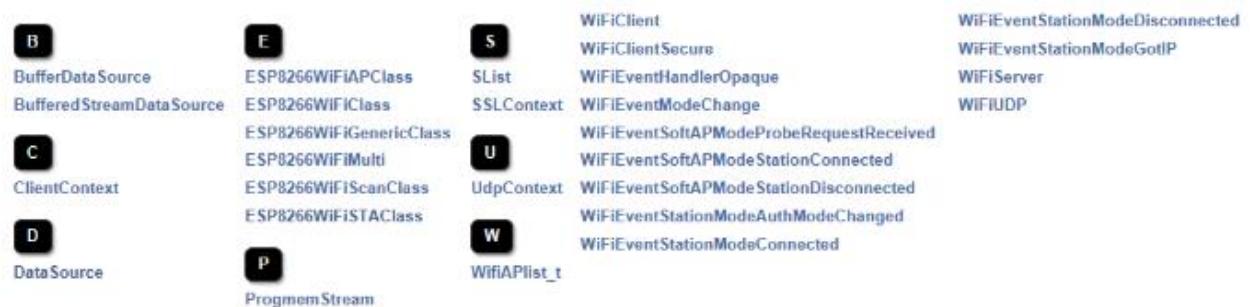 B
BufferDataSource
BufferedStreamDataSource
C
ClientContext
D
DataSource
E
ESP8266WiFiAPClass
ESP8266WiFiClass
ESP8266WiFiGenericClass
ESP8266WiFiMulti
ESP8266WiFiScanClass
ESP8266WiFiSTAClass
P
ProgmemStream
S
SList
SSLContext
U
UdpContext
W
WifiAPlist_t
WiFiClient
WiFiClientSecure
WiFiEventHandlerOpaque
WiFiEventModeChange
WiFiEventSoftAPModeProbeRequestReceived
WiFiEventSoftAPModeStationConnected
WiFiEventSoftAPModeStationDisconnected
WiFiEventStationModeAuthModeChanged
WiFiEventStationModeConnected
WiFiEventStationModeDisconnected
WiFiEventStationModeGotIP
WiFiServer
WiFiUDP